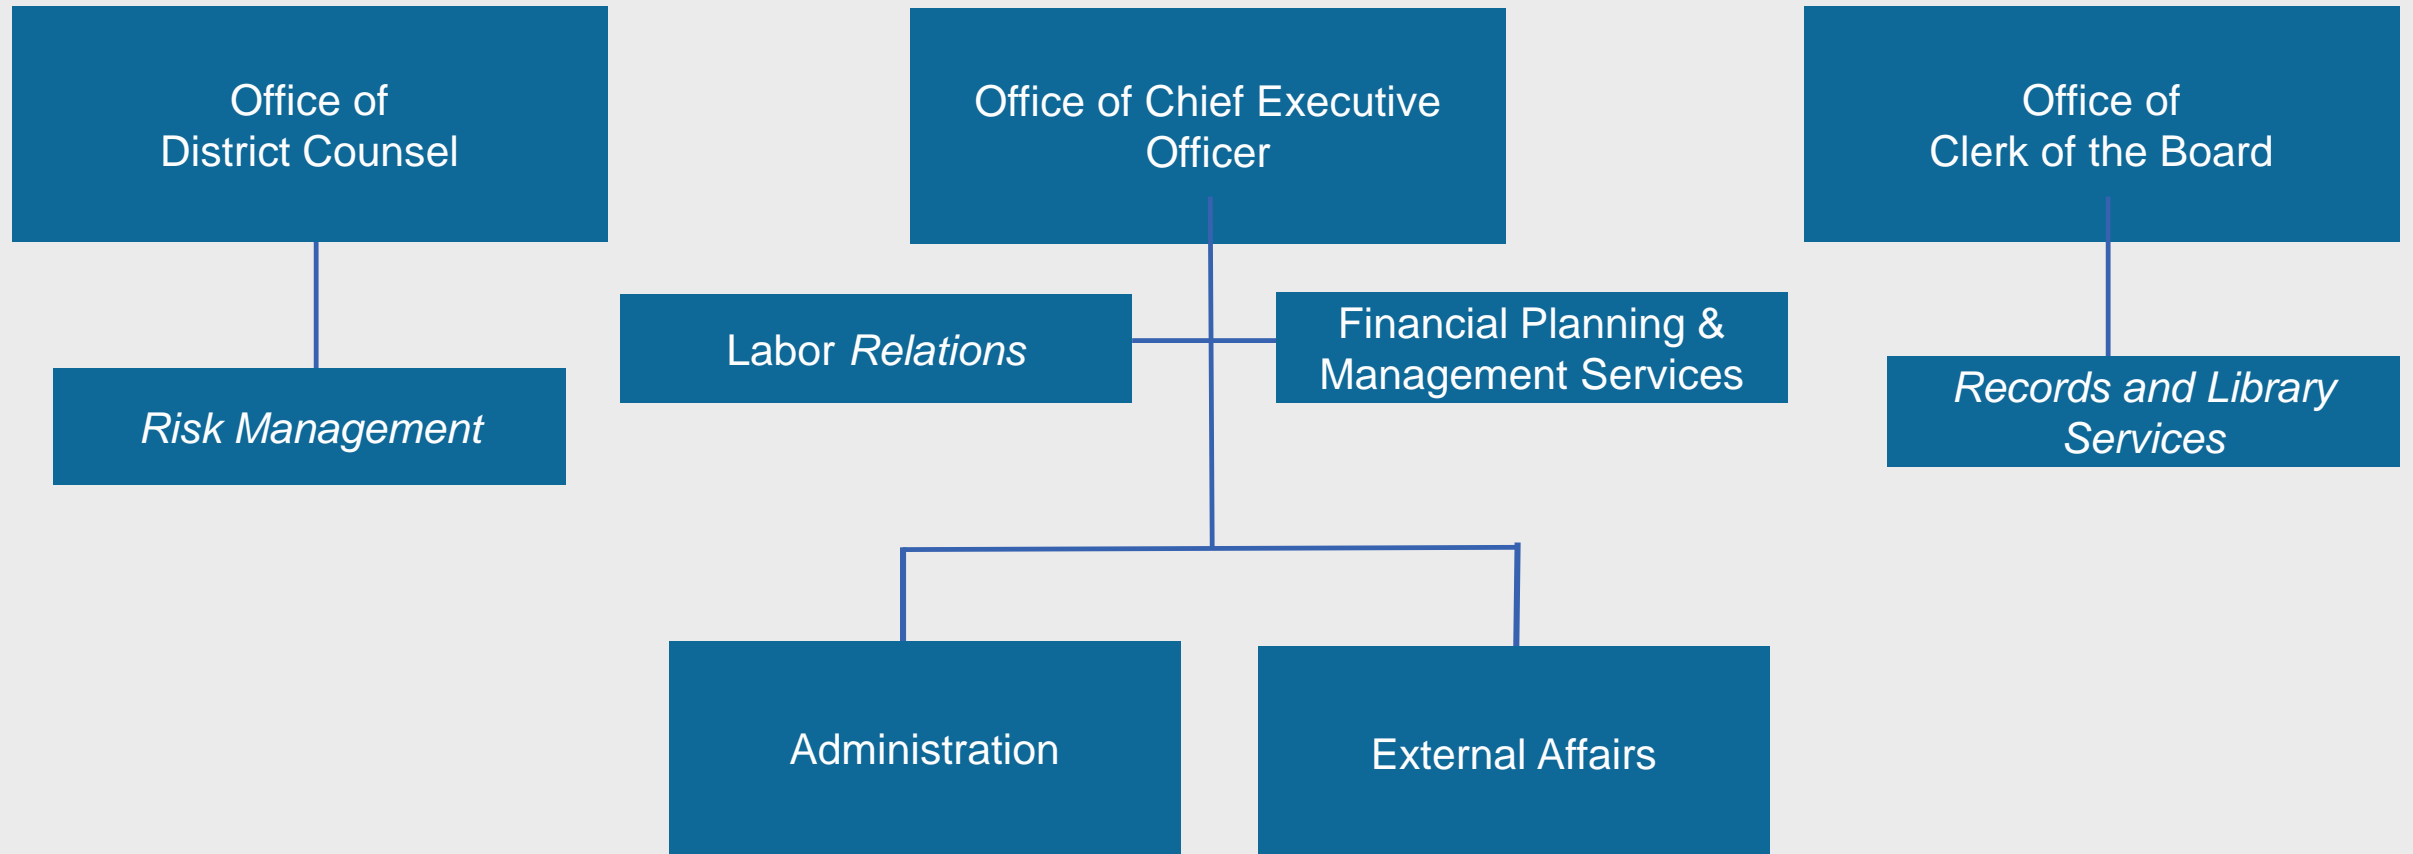 Office of
District Counsel
Office of Chief Executive
Officer
Office of
Clerk of the Board
Labor Relations
Financial Planning &
Management Services
Risk Management
Records and Library
Services
Administration
External Affairs